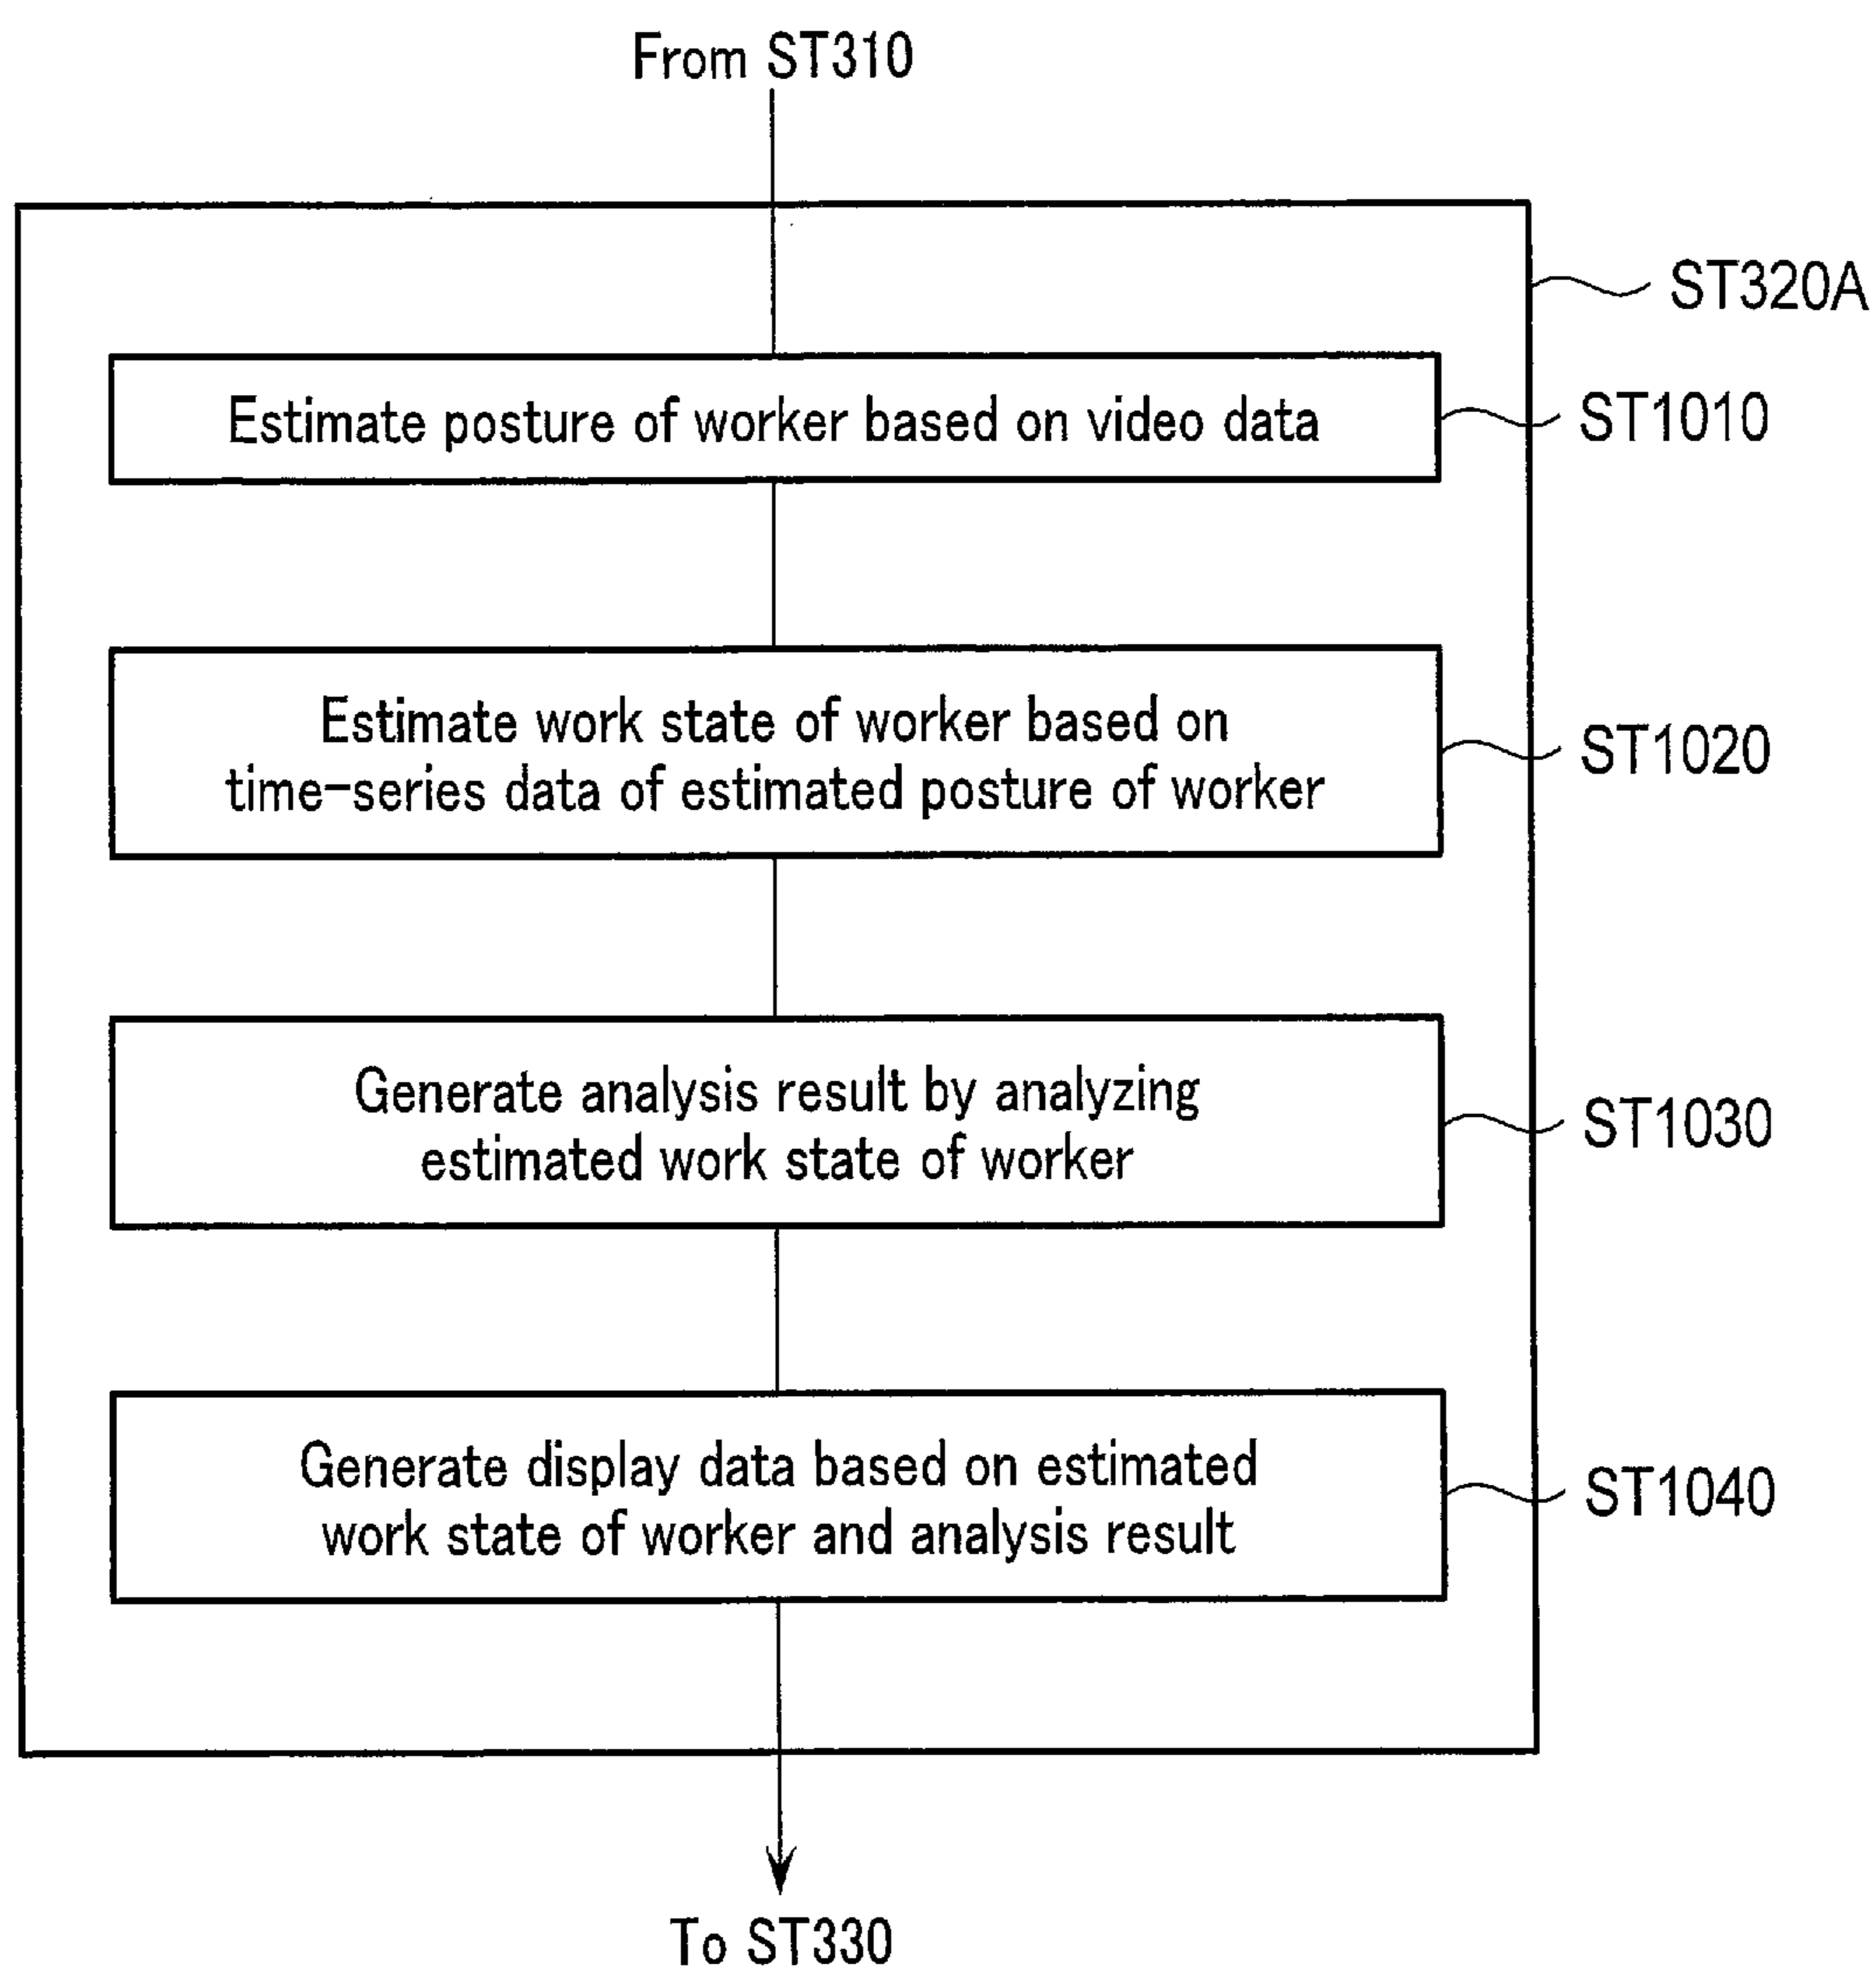 From ST310
ST320A
Estimate posture of worker based on video data
ST1010
Estimate work state of worker based on
time-series data of estimated posture of worker
ST1020
Generate analysis result by analyzing
estimated work state of worker
ST1030
Generate display data based on estimated
work state of worker and analysis result
ST1040
To ST330